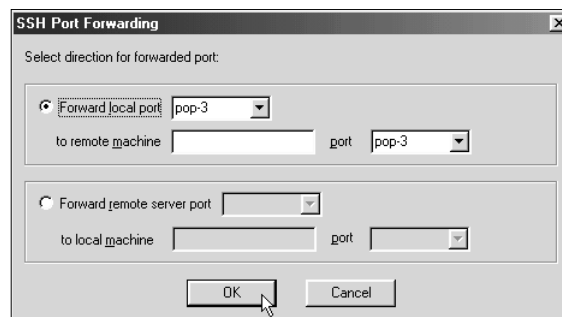 SSH Port Forwarding
Select direction for forwarded port:
Forward local port pop-3
to remote machine port pop-3
Forward remote server port
to local machine port
OK Cancel